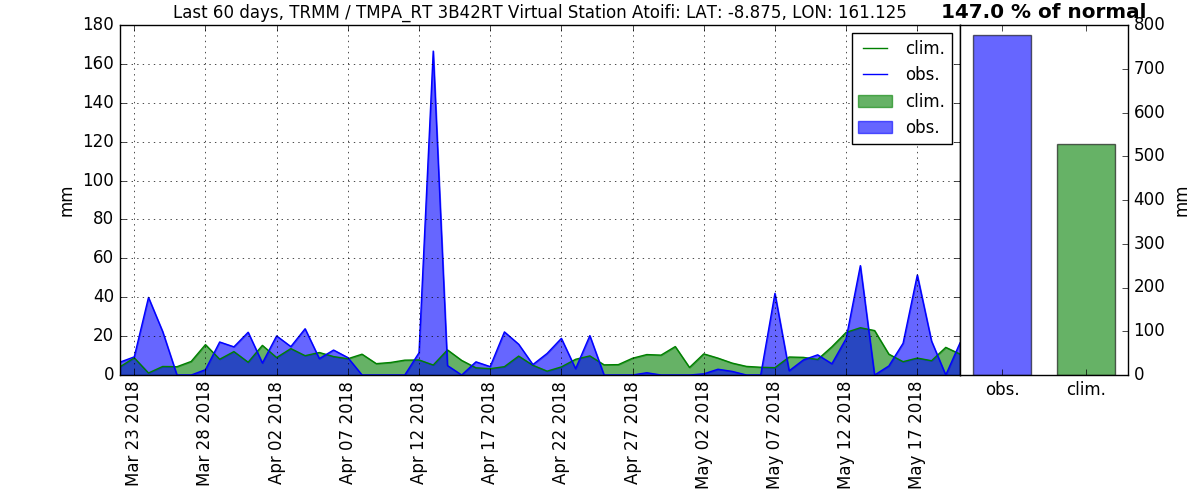 Last 60 days, TRMM / TMPA_RT 3B42RT Virtual Station Atoifi: LAT: -8.875, LON: 161.125
147.0 % of normal
180
160
140
120
100
80
60
40
20
0
mm
clim.
obs.
clim.
obs.
Mar 23 2018
Mar 28 2018
Apr 02 2018
Apr 07 2018
Apr 12 2018
Apr 17 2018
Apr 22 2018
Apr 27 2018
May 02 2018
May 07 2018
May 12 2018
May 17 2018
800
700
600
500
400
300
200
100
0
mm
obs.
clim.